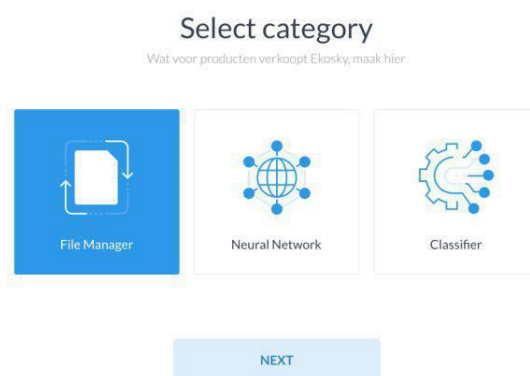 Select category
Wat voor producten verkoopt Ekosky, maak hier
File Manager
Neural Network
Classifier
NEXT